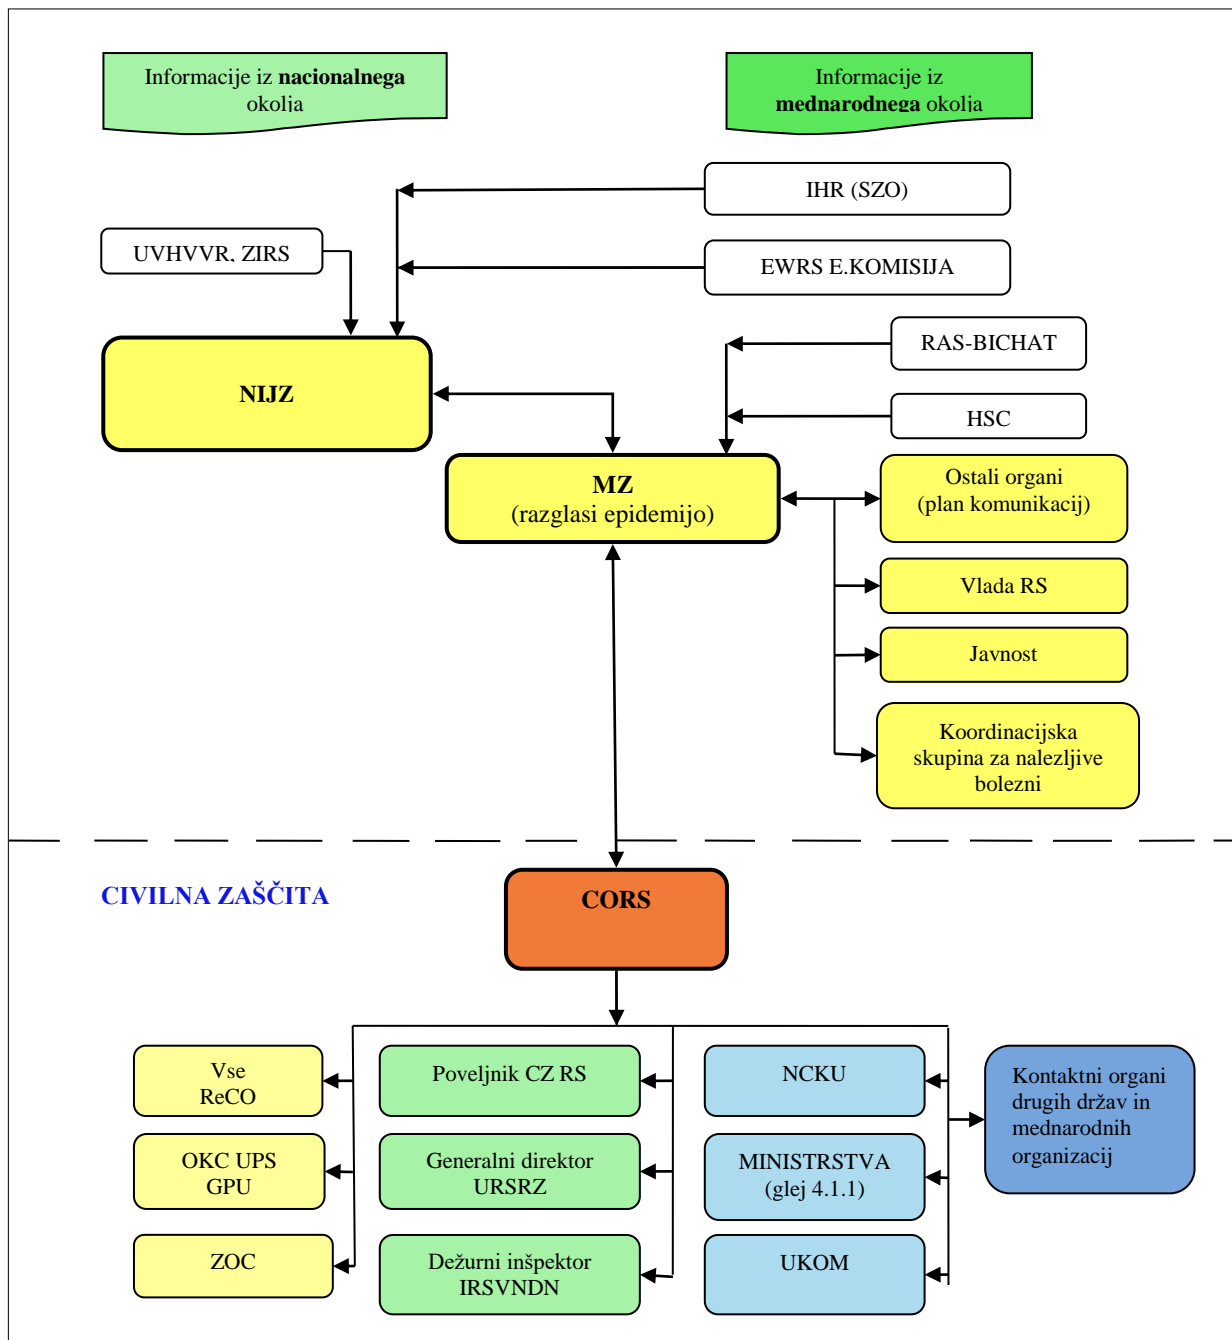 Informacije iz nacionalnega
okolja
Informacije iz
mednarodnega okolja
IHR (SZO)
UVHVVR, ZIRS
EWRS E.KOMISIJA
RAS-BICHAT
NIJZ
HSC
MZ
(razglasi epidemijo)
Ostali organi
(plan komunikacij)
Vlada RS
Javnost
Koordinacijska
skupina za nalezljive
bolezni
CIVILNA ZAŠČITA
CORS
Vse
ReCO
Poveljnik CZ RS
NCKU
Kontaktni organi
drugih držav in
mednarodnih
organizacij
OKC UPS
GPU
Generalni direktor
URSRZ
MINISTRSTVA
(glej 4.1.1)
ZOC
Dežurni inšpektor
IRSVNDN
UKOM